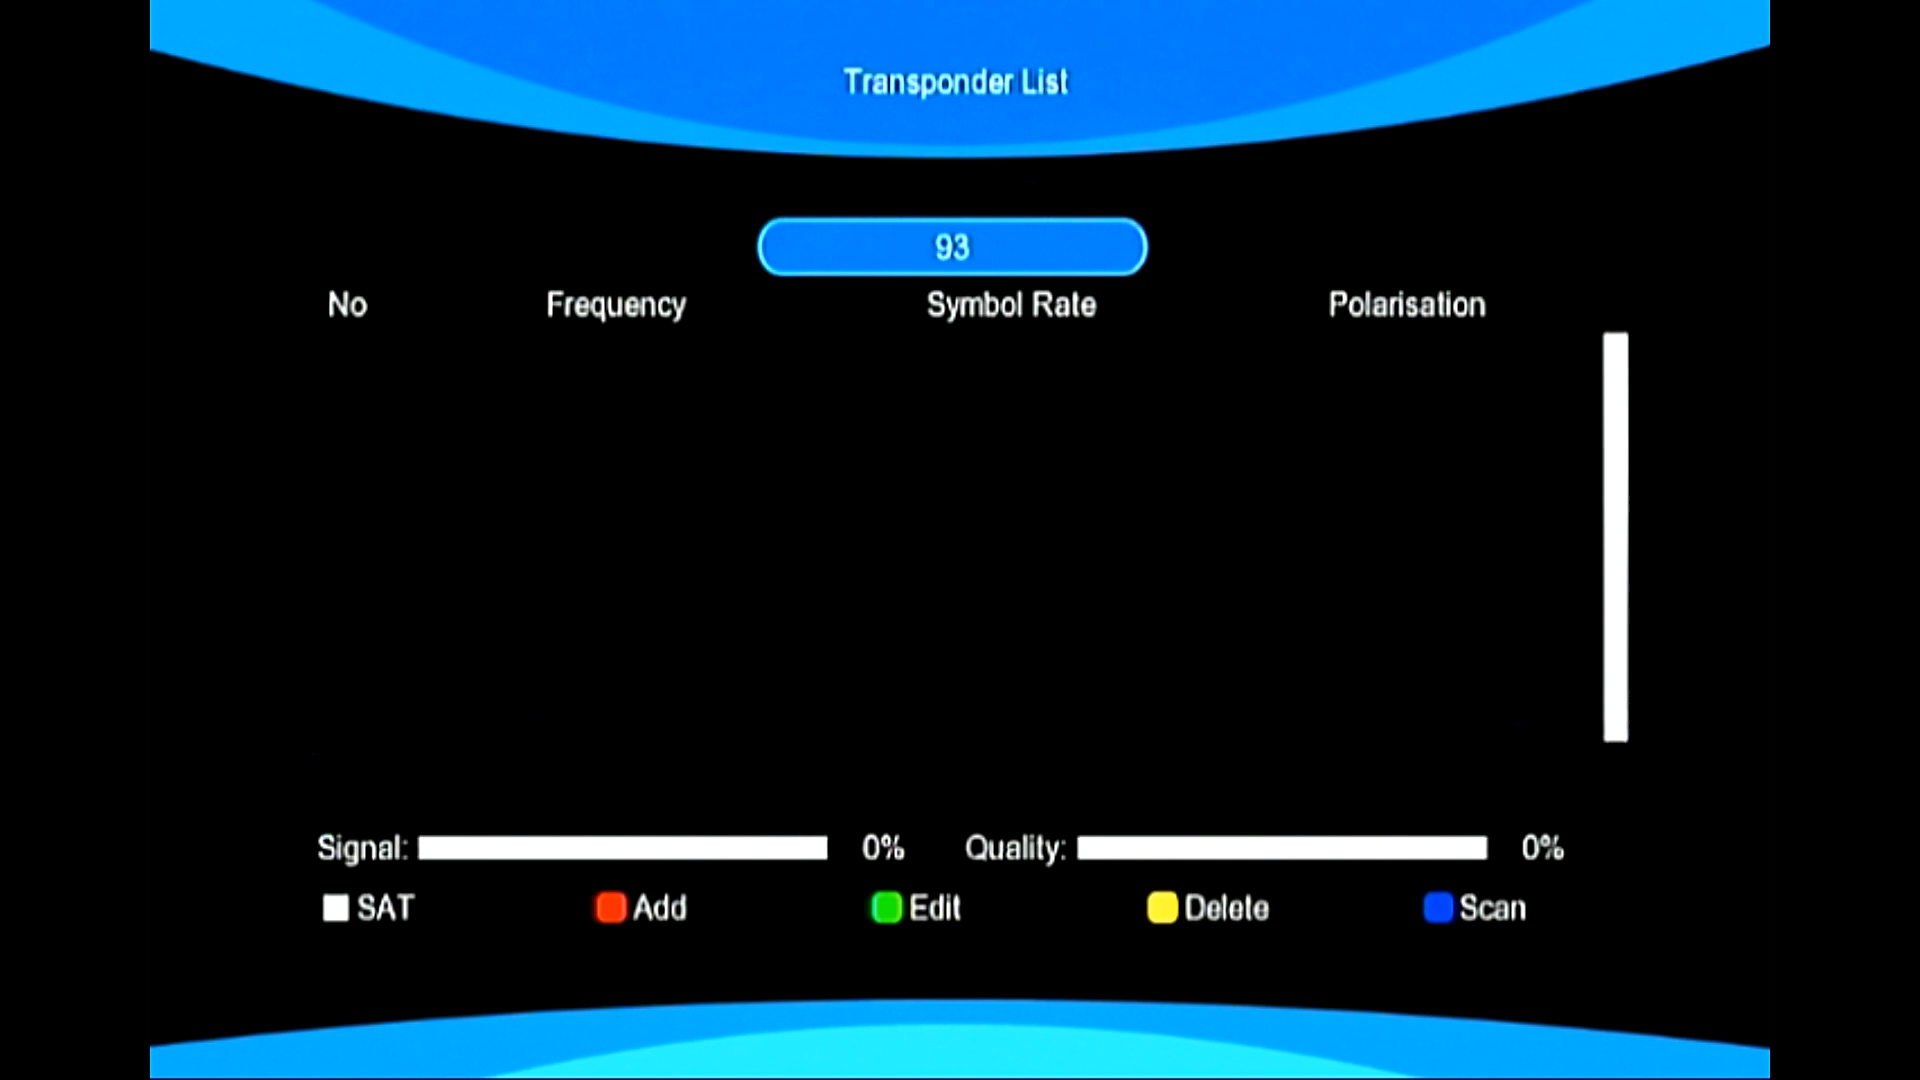 Transponder List
93
No Frequency Symbol Rate Polarisation
Signal: 0% Quality: 0%
SAT Add Edit Delete Scan